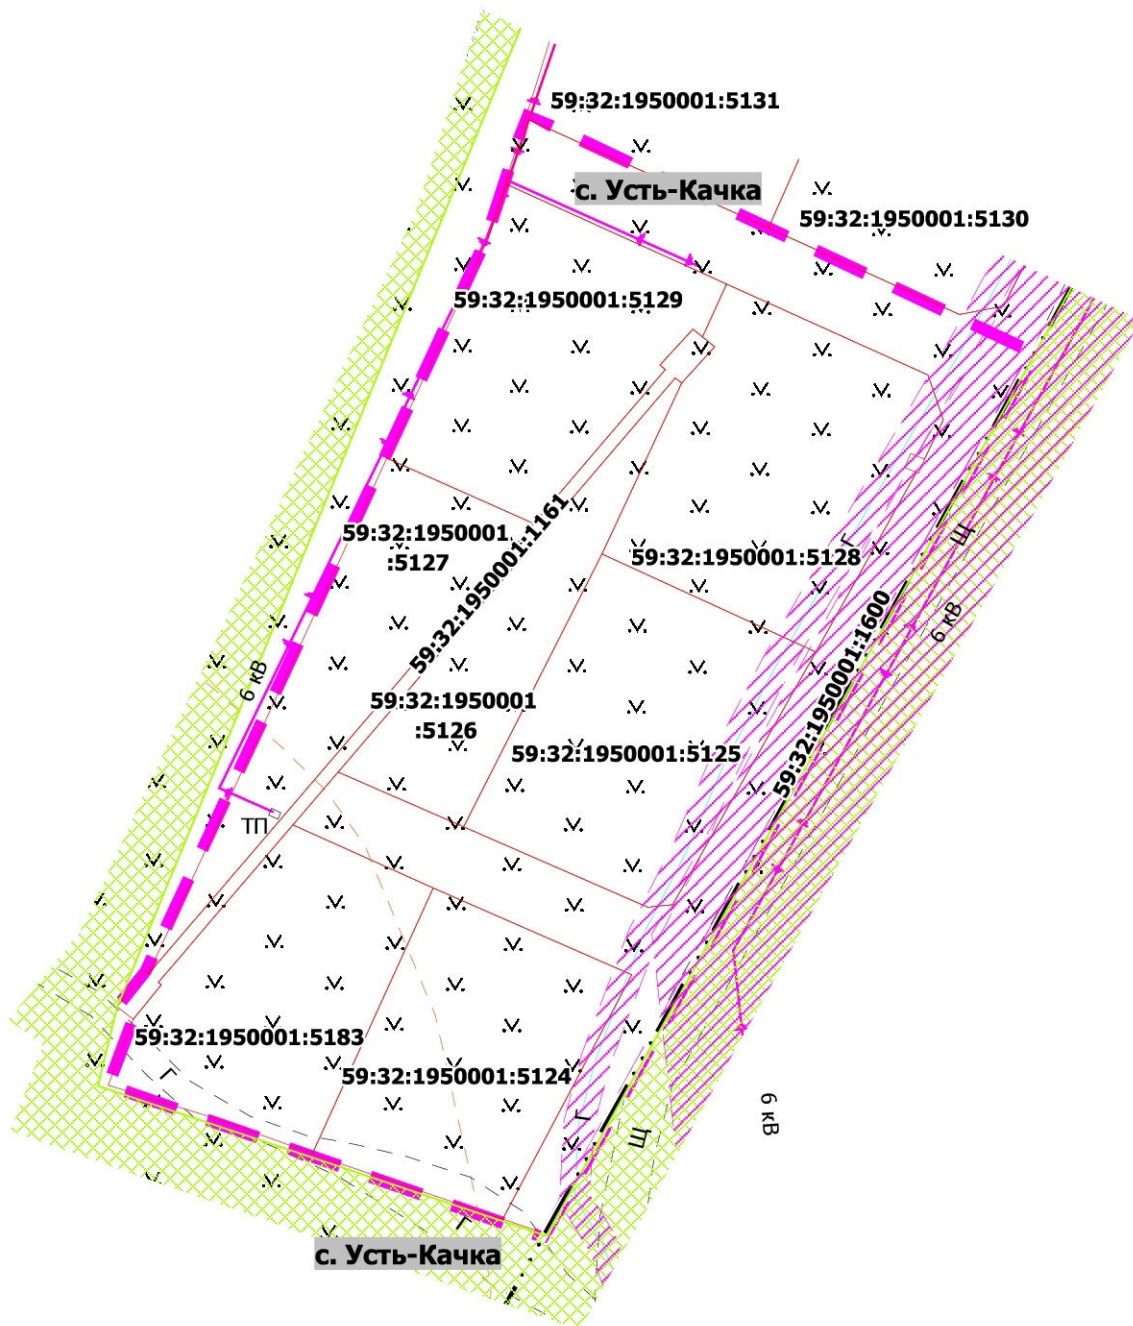 59:32:1950001:5131
с. Усть-Качка
59:32:1950001:5130
59:32:1950001:5129
59:32:1950001
:5127
59:32:1950001:1161
59:32:1950001:5128
Щ
59:32:1950001:1600
6 кВ
Г
6 кВ
59:32:1950001
:5126
59:32:1950001:5125
ТП
59:32:1950001:5183
59:32:1950001:5124
Г
Г
Щ
6 кВ
Г
с. Усть-Качка